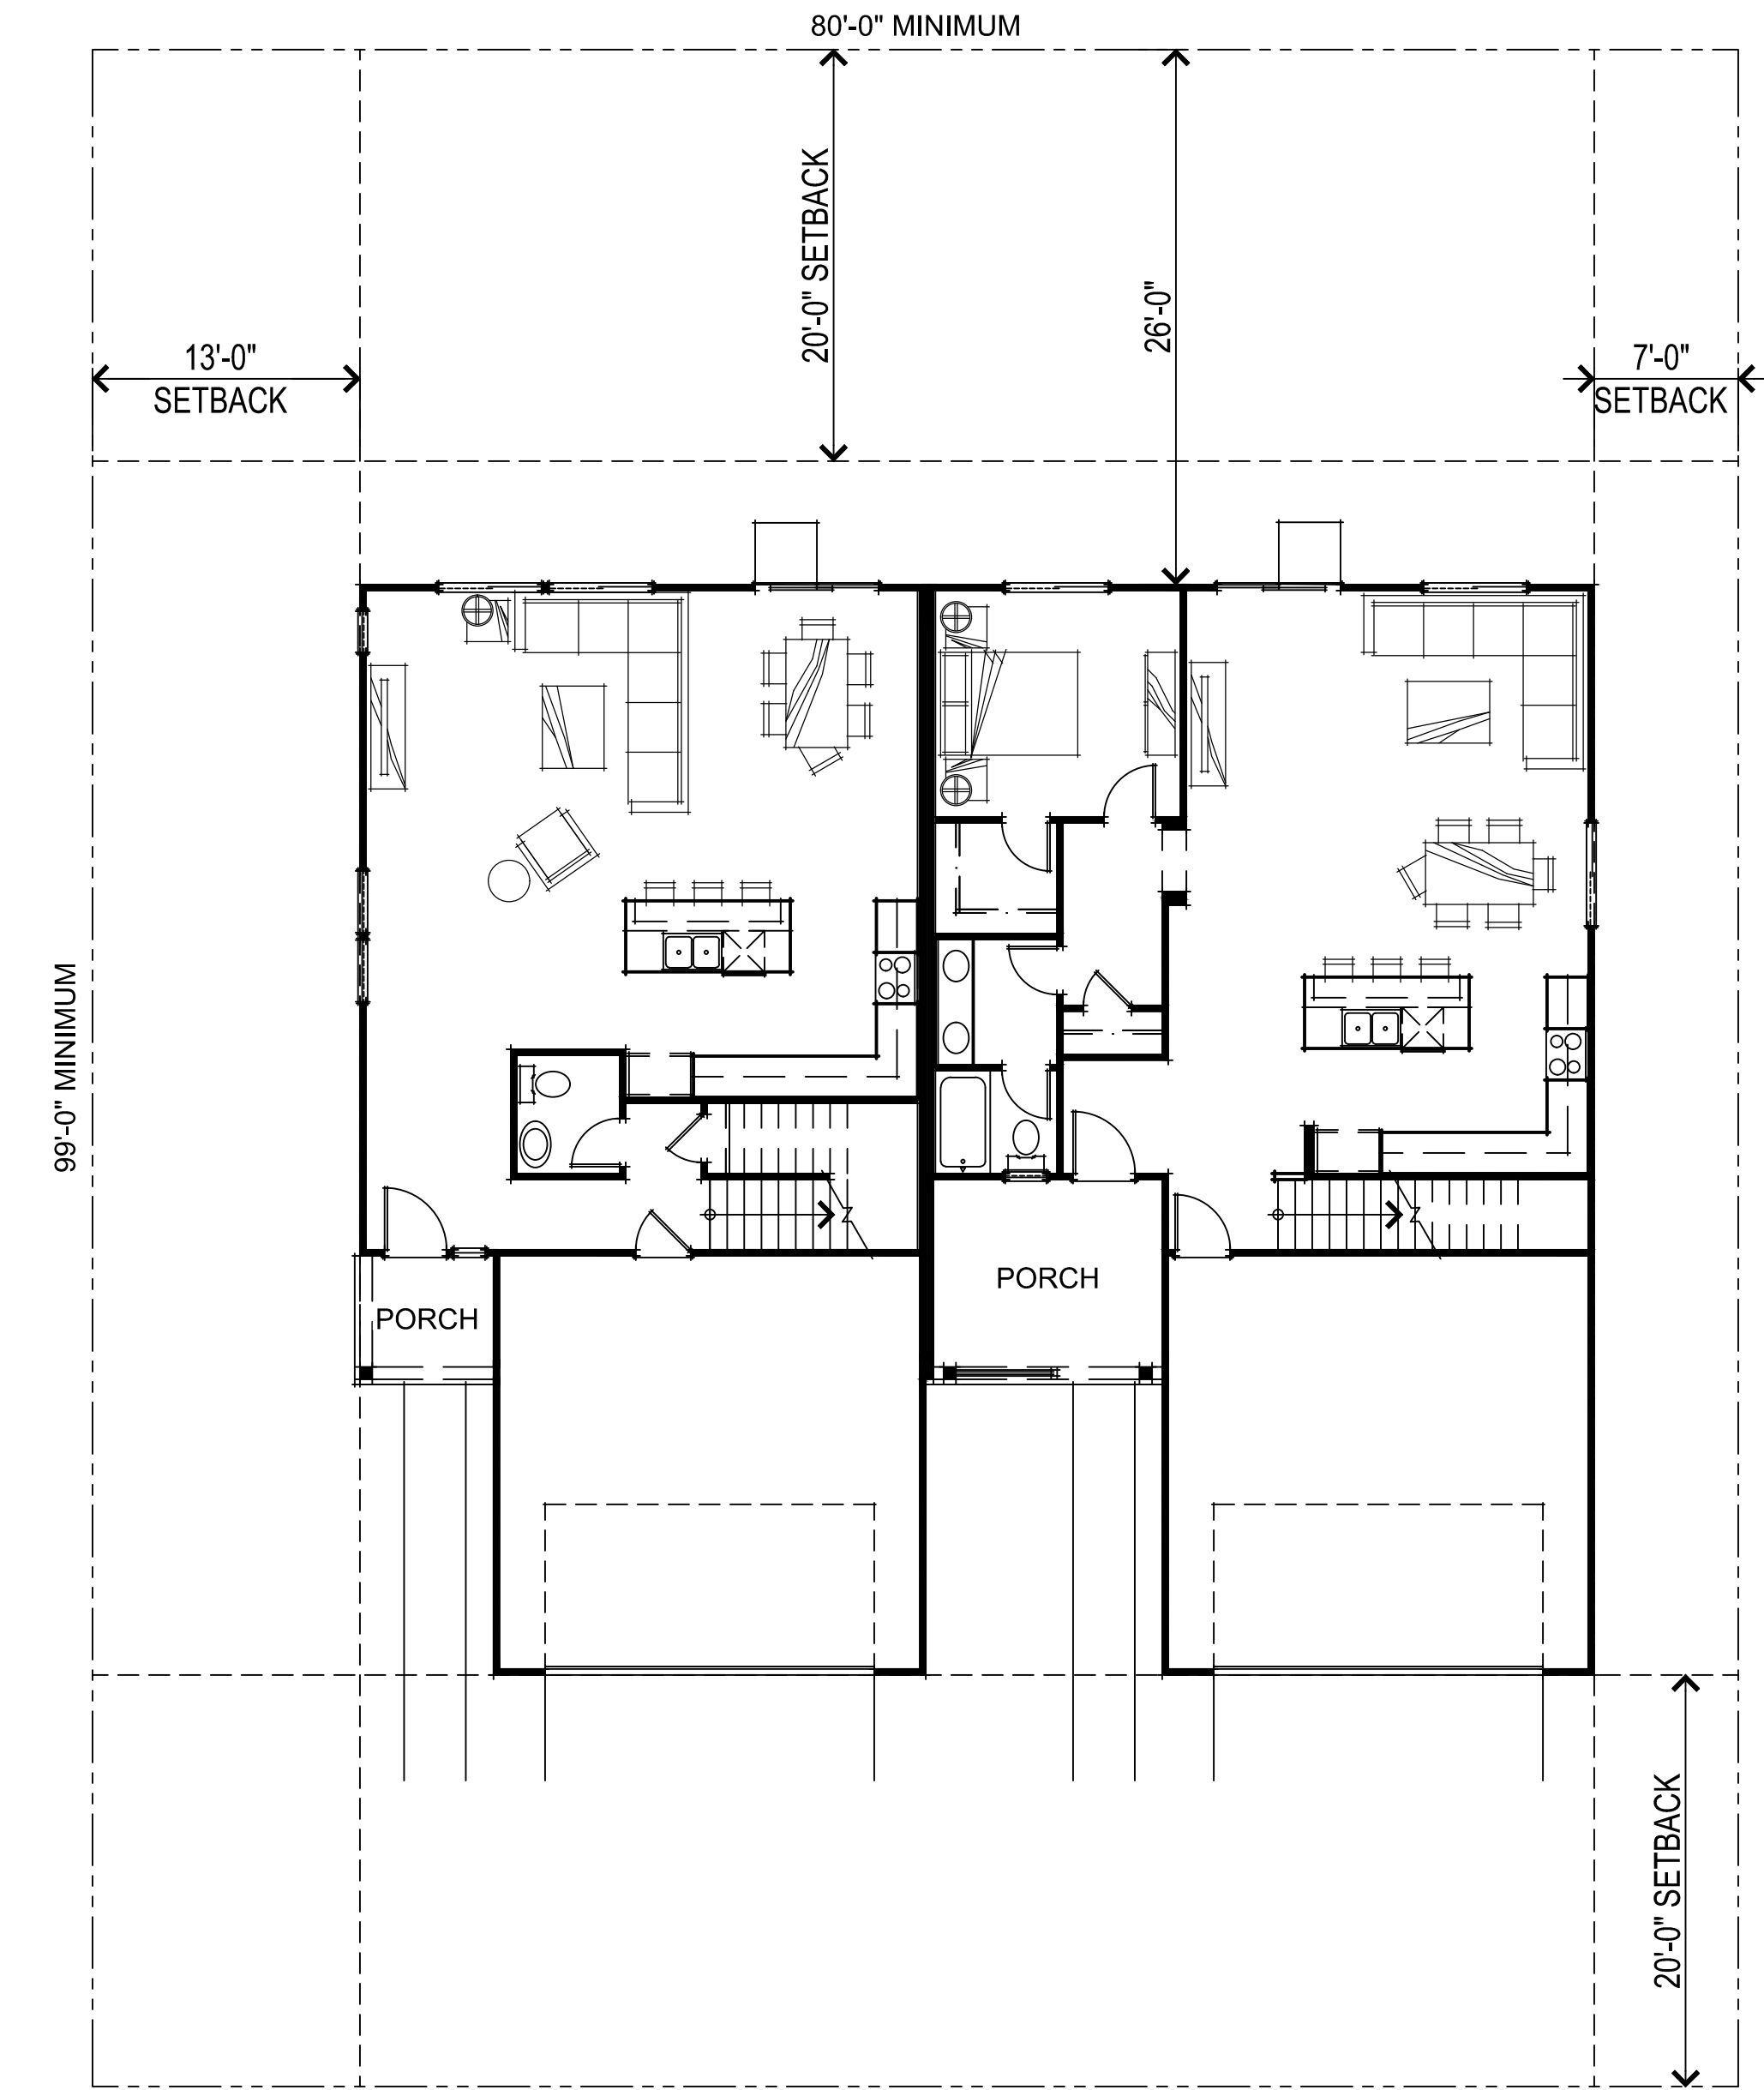 80'-0" MINIMUM
20'-0" SETBACK
26'-0"
13'-0"
SETBACK
7'-0"
SETBACK
99'-0" MINIMUM
PORCH
PORCH
20'-0" SETBACK